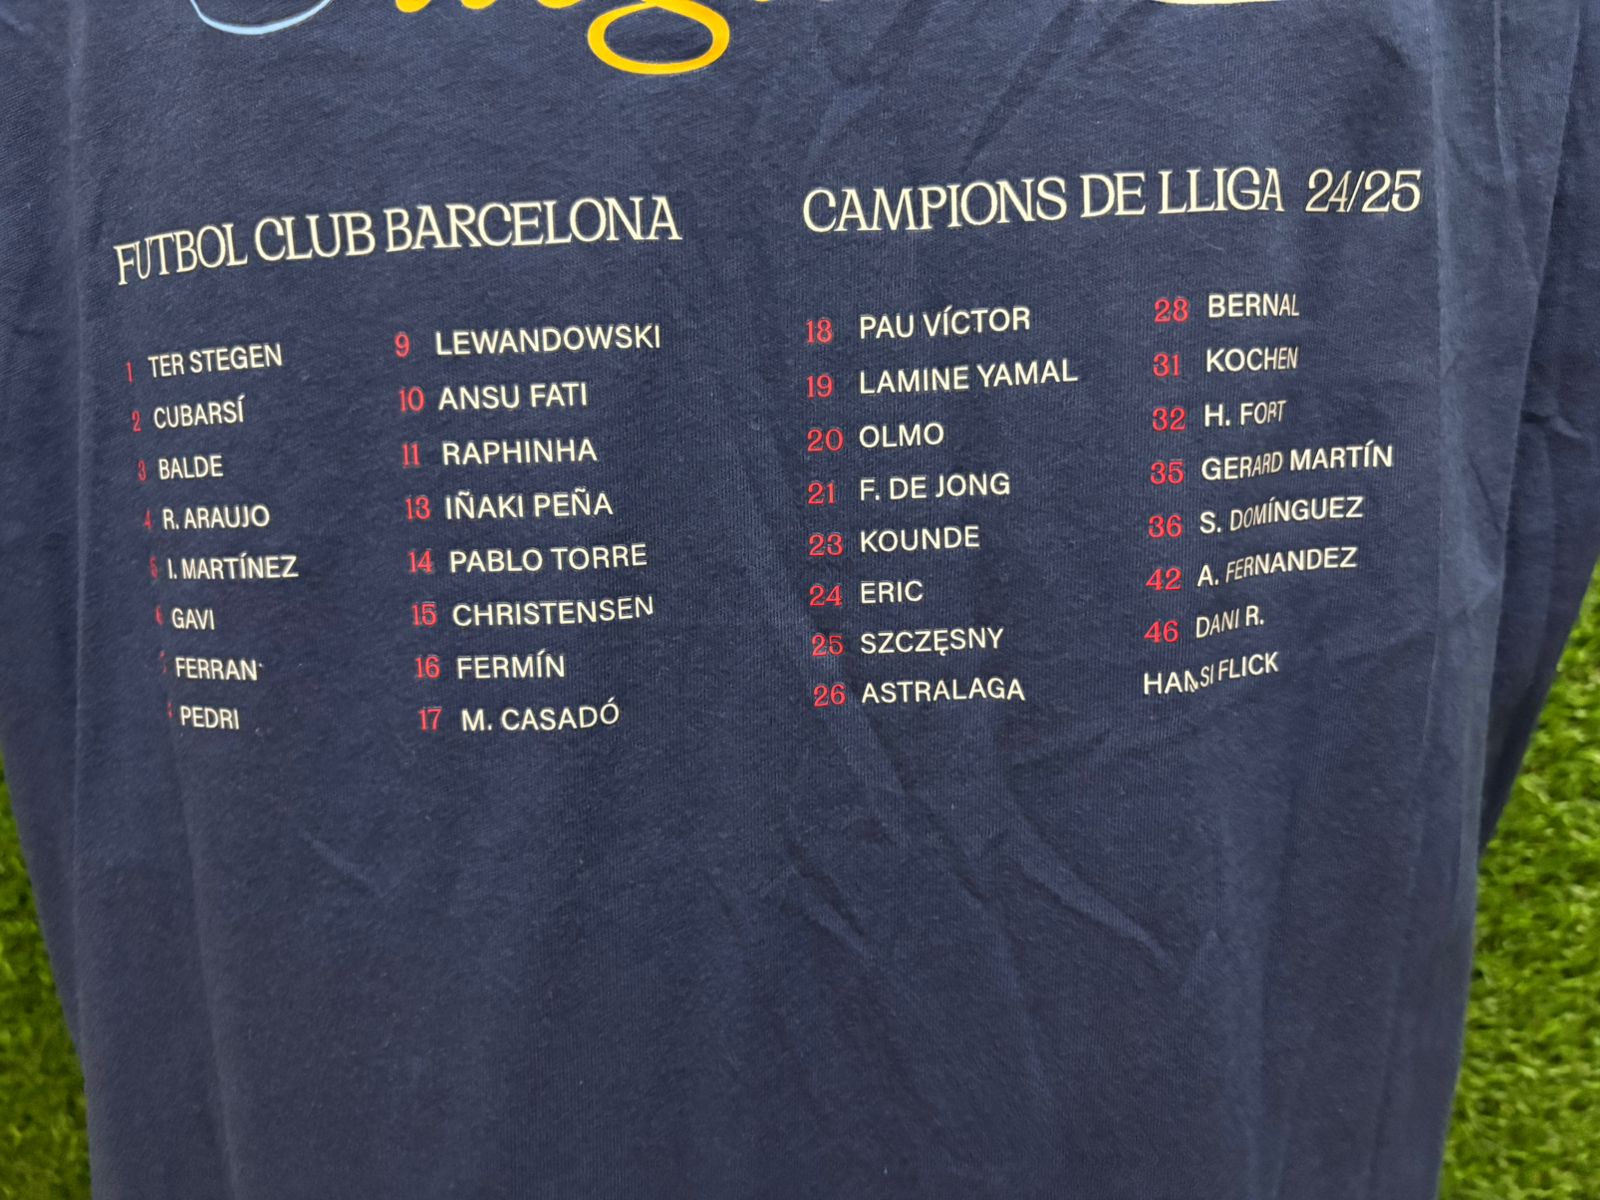 FUTBOL CLUB BARCELONA
1 TER STEGEN
2 CUBARSÍ
3 BALDE
4 R. ARAUJO
5 I. MARTÍNEZ
6 GAVI
FERRAN
PEDRI
9 LEWANDOWSKI
10 ANSU FATI
11 RAPHINHA
13 IÑAKI PEÑA
14 PABLO TORRE
15 CHRISTENSEN
16 FERMÍN
17 M. CASADÓ
CAMPIONS DE LLIGA 24/25
18 PAU VÍCTOR
19 LAMINE YAMAL
20 OLMO
21 F. DE JONG
23 KOUNDE
24 ERIC
25 SZCZĘSNY
26 ASTRALAGA
28 BERNAL
31 KOCHEN
32 H. FORT
35 GERARD MARTÍN
36 S. DOMÍNGUEZ
42 A. FERNANDEZ
46 DANI R.
HANSI FLICK